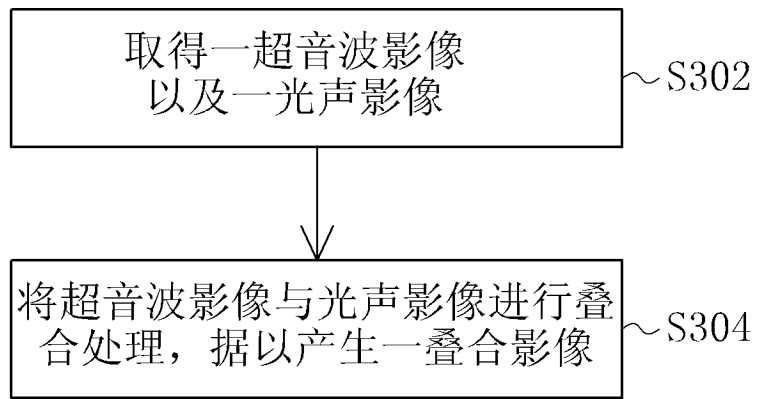 取得一超音波影像
以及一光声影像
S302
将超音波影像与光声影像进行叠
合处理，据以产生一叠合影像
S304